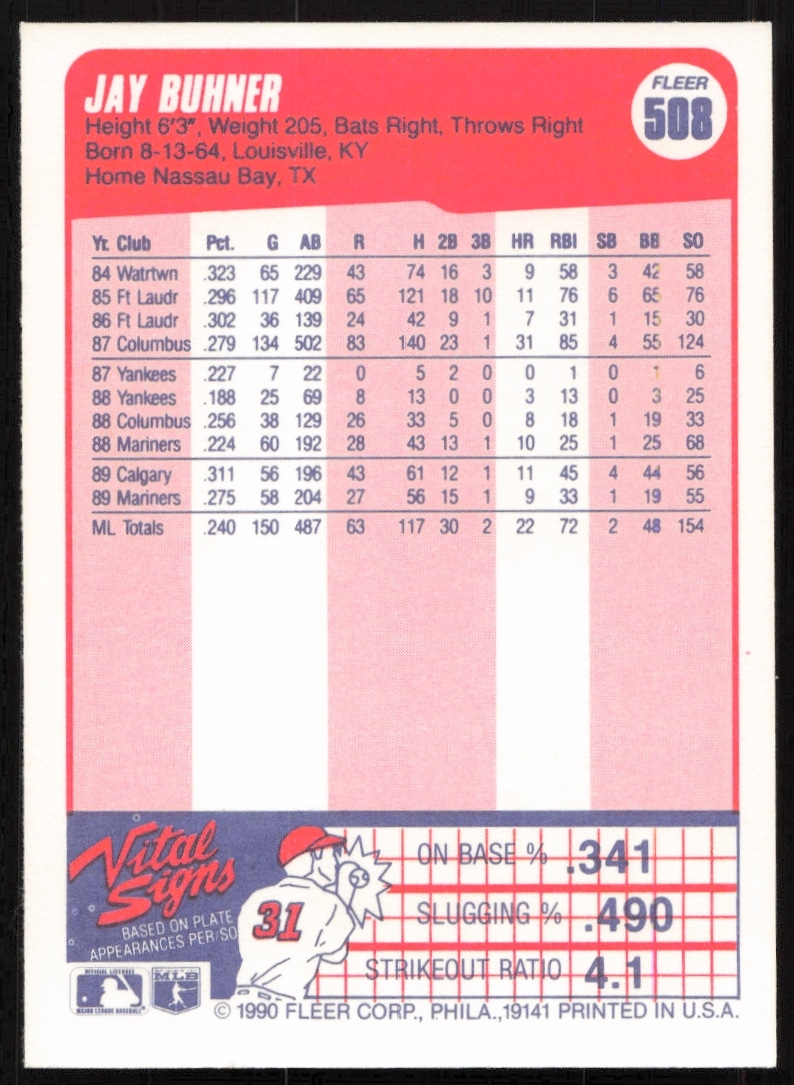 JAY BUHNER
FLEER
508
Height 6'3", Weight 205, Bats Right, Throws Right
Born 8-13-64, Louisville, KY
Home Nassau Bay, TX
Yr. Club Pct. G AB R H 2B 3B HR RBI SB BB SO
84 Watrtwn .323 65 229 43 74 16 3 9 58 3 42 58
85 Ft Laudr .296 117 409 65 121 18 10 11 76 6 65 76
86 Ft Laudr .302 36 139 24 42 9 1 7 31 1 15 30
87 Columbus .279 134 502 83 140 23 1 31 85 4 55 124
87 Yankees .227 7 22 0 5 2 0 0 1 0 1 6
88 Yankees .188 25 69 8 13 0 0 3 13 0 3 25
88 Columbus .256 38 129 26 33 5 0 8 18 1 19 33
88 Mariners .224 60 192 28 43 13 1 10 25 1 25 68
89 Calgary .311 56 196 43 61 12 1 11 45 4 44 56
89 Mariners .275 58 204 27 56 15 1 9 33 1 19 55
ML Totals .240 150 487 63 117 30 2 22 72 2 48 154
Vital
Signs
BASED ON PLATE
APPEARANCES PER/SO
31
ON BASE % .341
SLUGGING % .490
STRIKEOUT RATIO 4.1
OFFICIAL LICENSEE
MAJOR LEAGUE BASEBALL
MLB
© 1990 FLEER CORP., PHILA.,19141 PRINTED IN U.S.A.